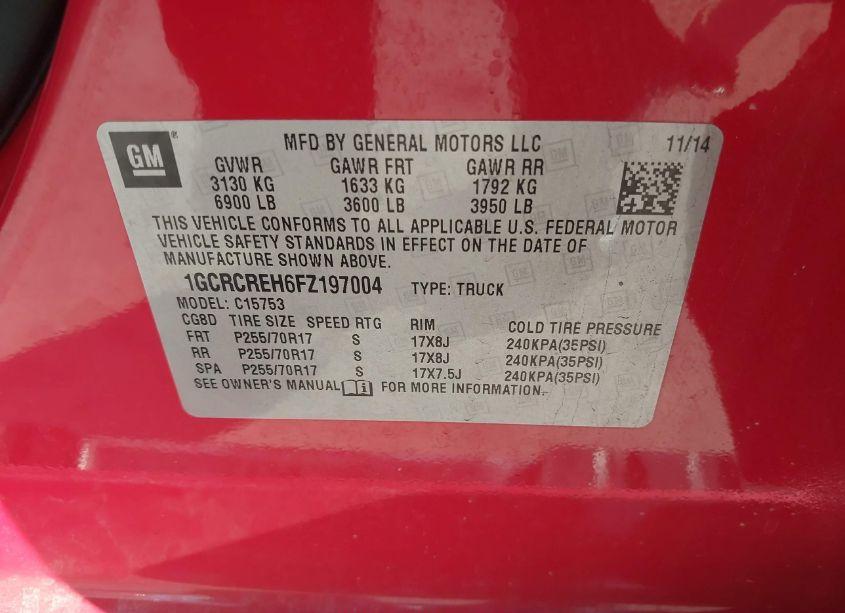 GM ® MFD BY GENERAL MOTORS LLC 11/14
GVWR GAWR FRT GAWR RR
3130 KG 1633 KG 1792 KG
6900 LB 3600 LB 3950 LB
THIS VEHICLE CONFORMS TO ALL APPLICABLE U.S. FEDERAL MOTOR
VEHICLE SAFETY STANDARDS IN EFFECT ON THE DATE OF
MANUFACTURE SHOWN ABOVE.
1GCRCREH6FZ197004 TYPE: TRUCK
MODEL: C15753
CG8D TIRE SIZE SPEED RTG RIM COLD TIRE PRESSURE
FRT P255/70R17 S 17X8J 240KPA(35PSI)
RR P255/70R17 S 17X8J 240KPA(35PSI)
SPA P255/70R17 S 17X7.5J 240KPA(35PSI)
SEE OWNER'S MANUAL FOR MORE INFORMATION.